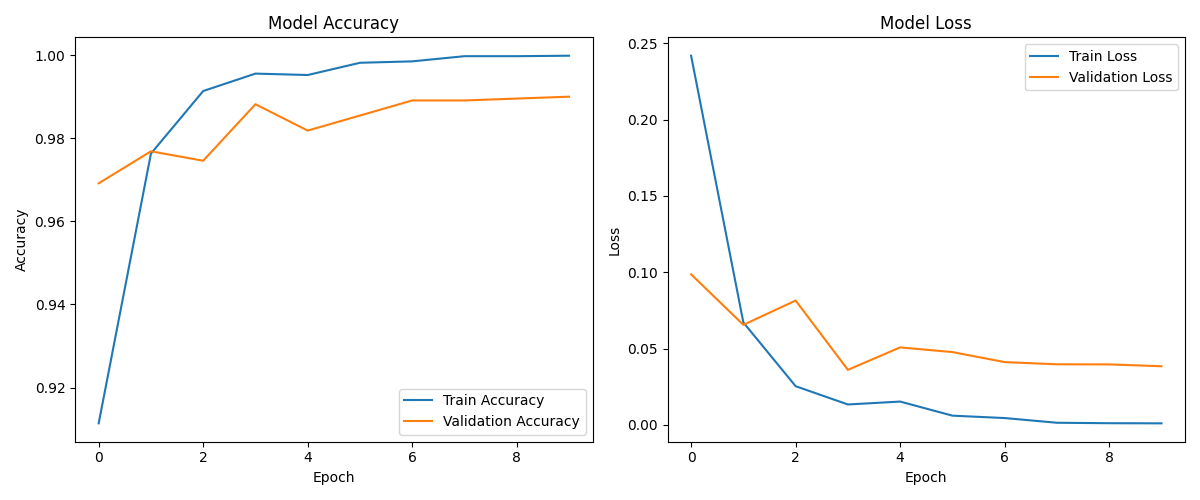 Model Accuracy
Accuracy
1.00
0.98
0.96
0.94
0.92
0 2 4 6 8
Epoch
Train Accuracy
Validation Accuracy
Model Loss
Loss
0.25
0.20
0.15
0.10
0.05
0.00
0 2 4 6 8
Epoch
Train Loss
Validation Loss